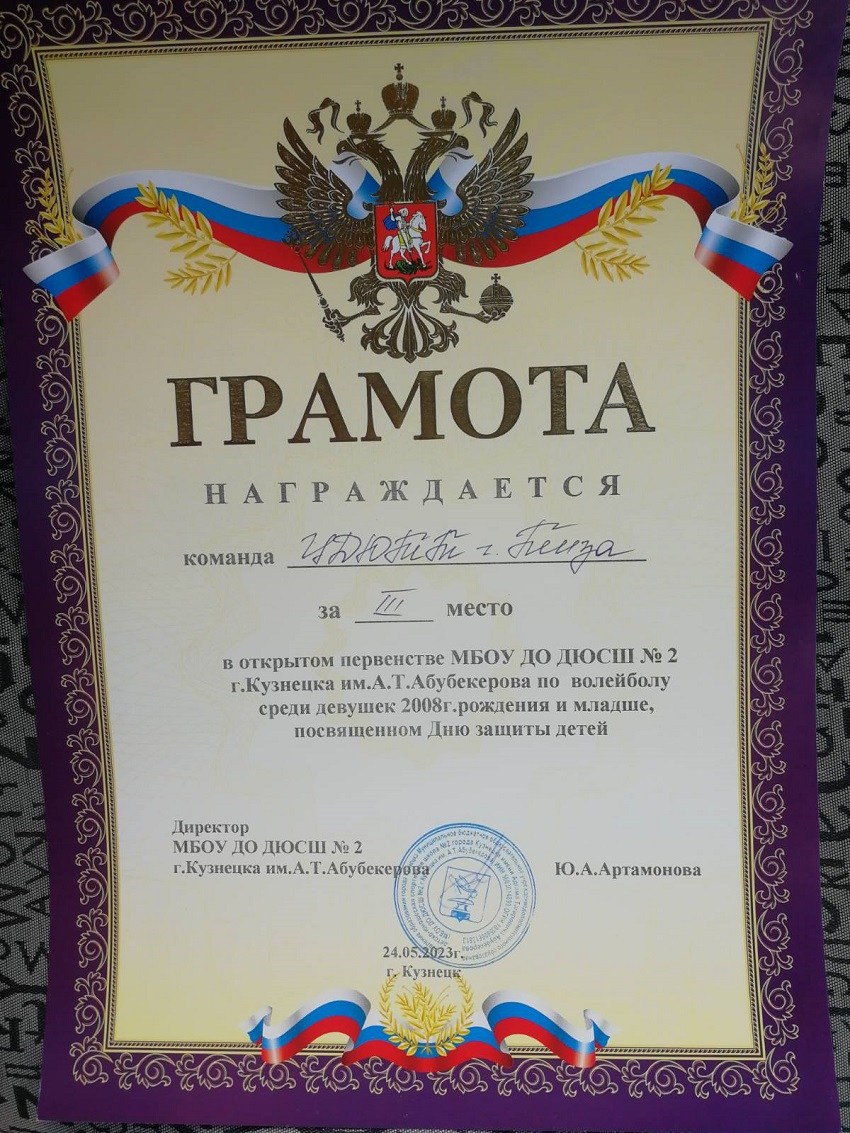 ГРАМОТА
НАГРАЖДАЕТСЯ
команда г. Пенза
за III место
в открытом первенстве МБОУ ДО ДЮСШ № 2
г.Кузнецка им.А.Т.Абубекерова по волейболу
среди девушек 2008г.рождения и младше,
посвященном Дню защиты детей
Директор
МБОУ ДО ДЮСШ № 2
г.Кузнецка им.А.Т.Абубекерова Ю.А.Артамонова
24.05.2023г.
г. Кузнецк